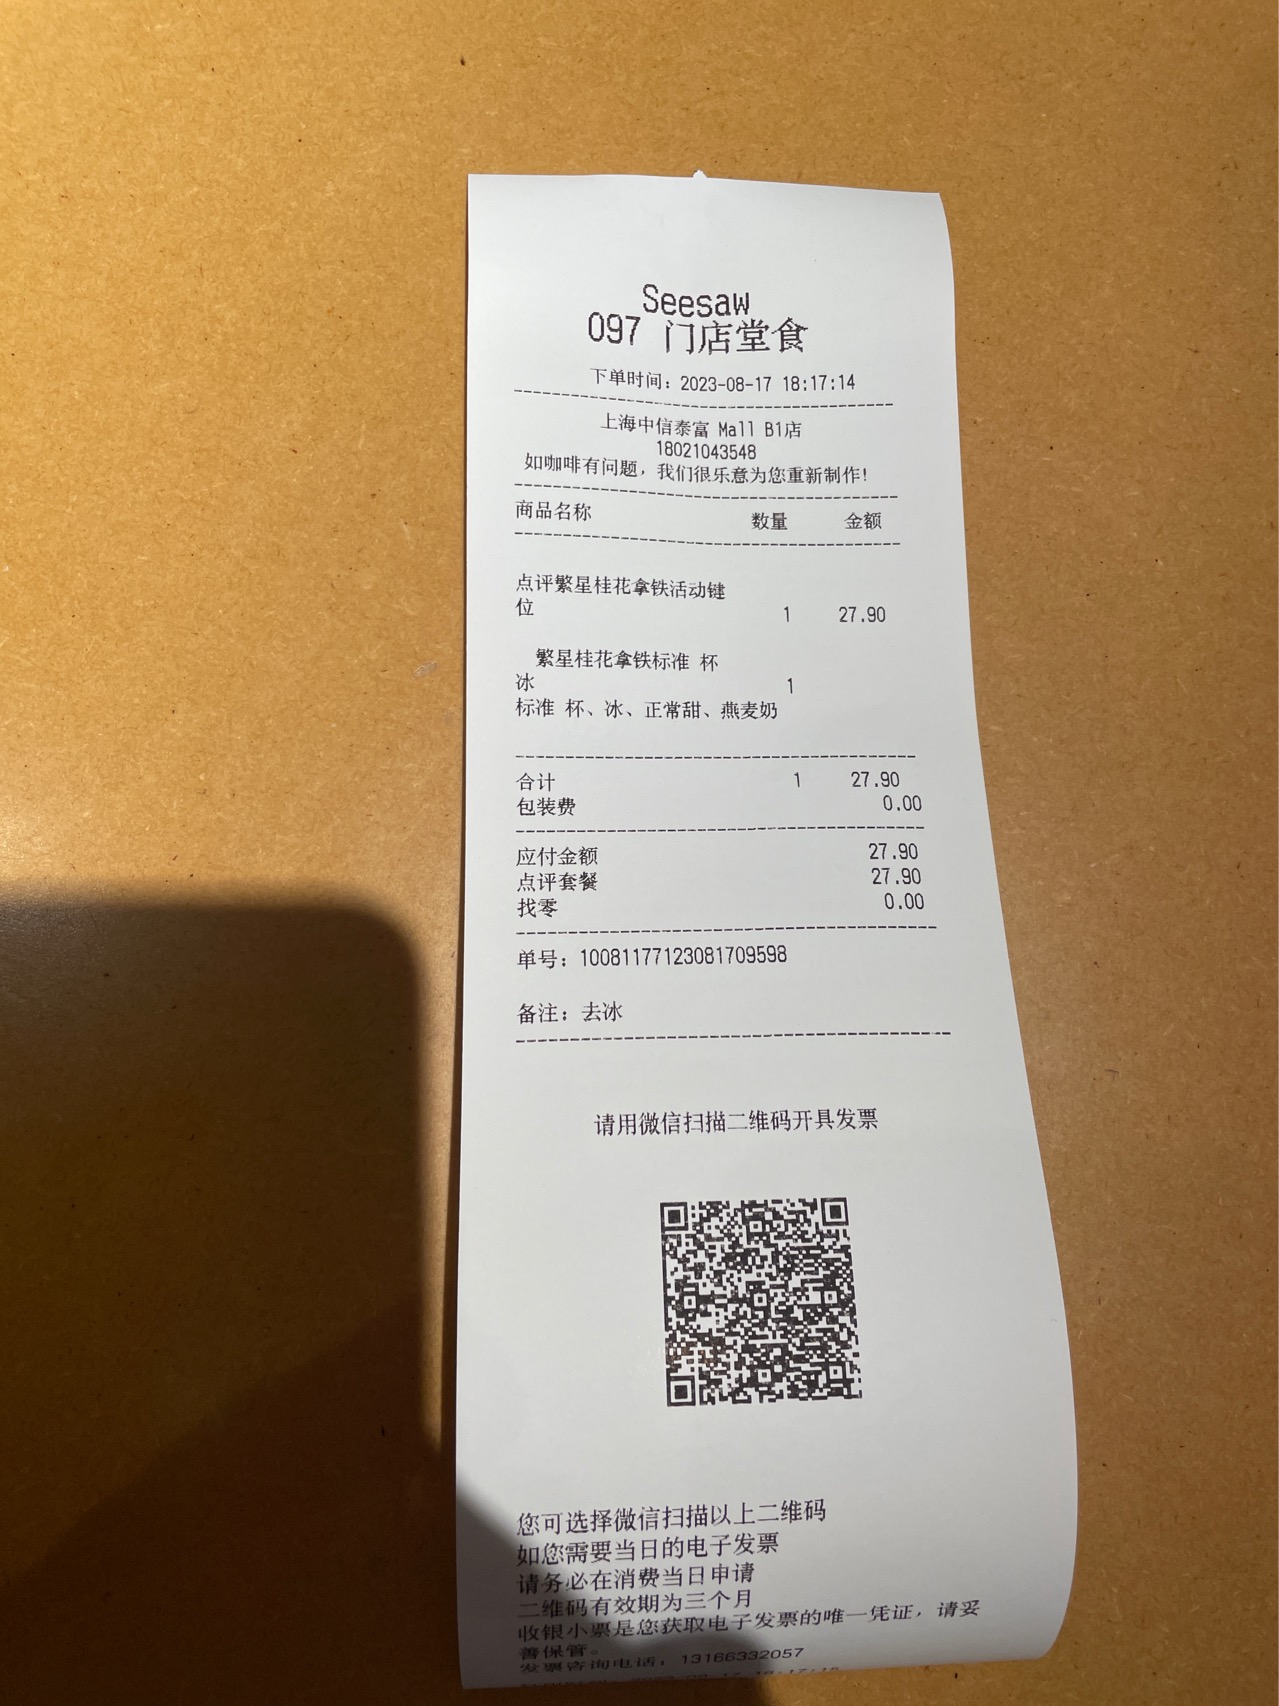 Seesaw
097 门店堂食
下单时间：2023-08-17 18:17:14
上海中信泰富 Mall B1店
18021043548
如咖啡有问题，我们很乐意为您重新制作!
商品名称 数量 金额
点评繁星桂花拿铁活动键
位 1 27.90
繁星桂花拿铁标准 杯
冰 1
标准 杯、冰、正常甜、燕麦奶
合计 1 27.90
包装费 0.00
应付金额 27.90
点评套餐 27.90
找零 0.00
单号：10081177123081709598
备注：去冰
请用微信扫描二维码开具发票
您可选择微信扫描以上二维码
如您需要当日的电子发票
请务必在消费当日申请
二维码有效期为三个月
收银小票是您获取电子发票的唯一凭证，请妥
善保管。
发票咨询电话：13166332057